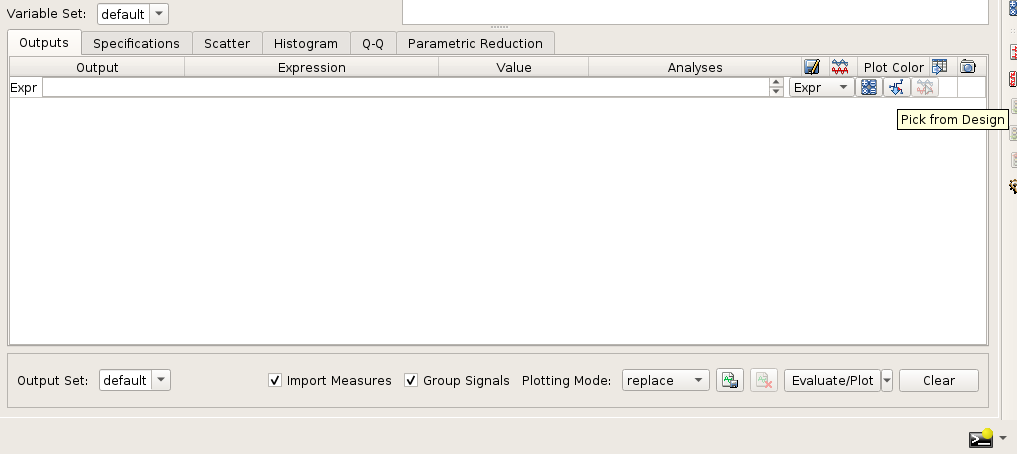 Variable Set: default
Outputs Specifications Scatter Histogram Q-Q Parametric Reduction
Output Expression Value Analyses Plot Color
Expr Expr
Pick from Design
Output Set: default Import Measures Group Signals Plotting Mode: replace Evaluate/Plot Clear